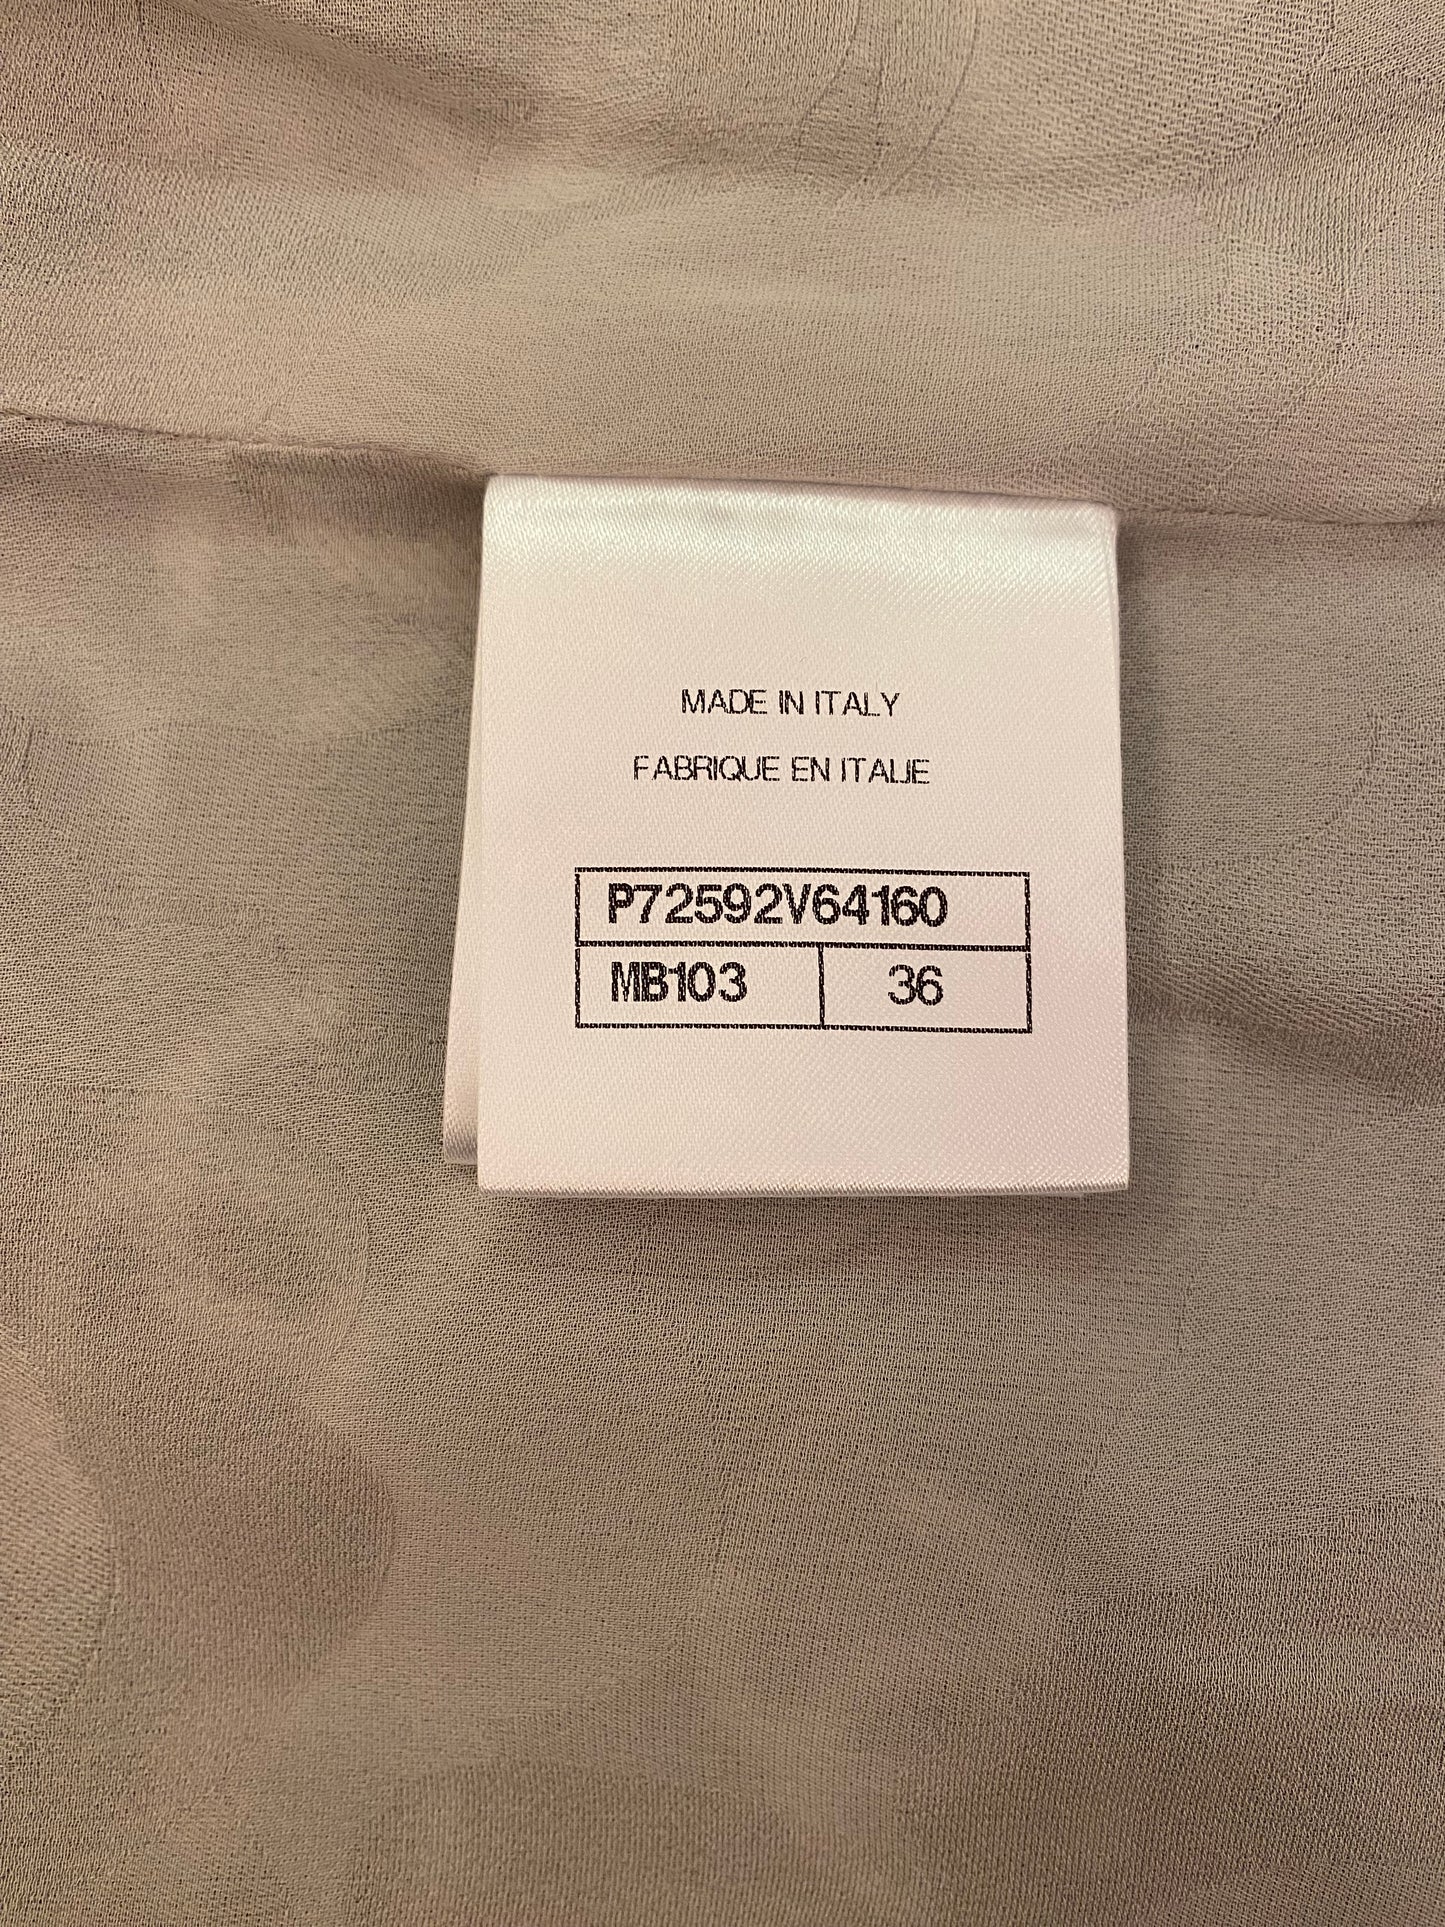 MADE IN ITALY
FABRIQUE EN ITALIE
P72592V64160
MB103 36